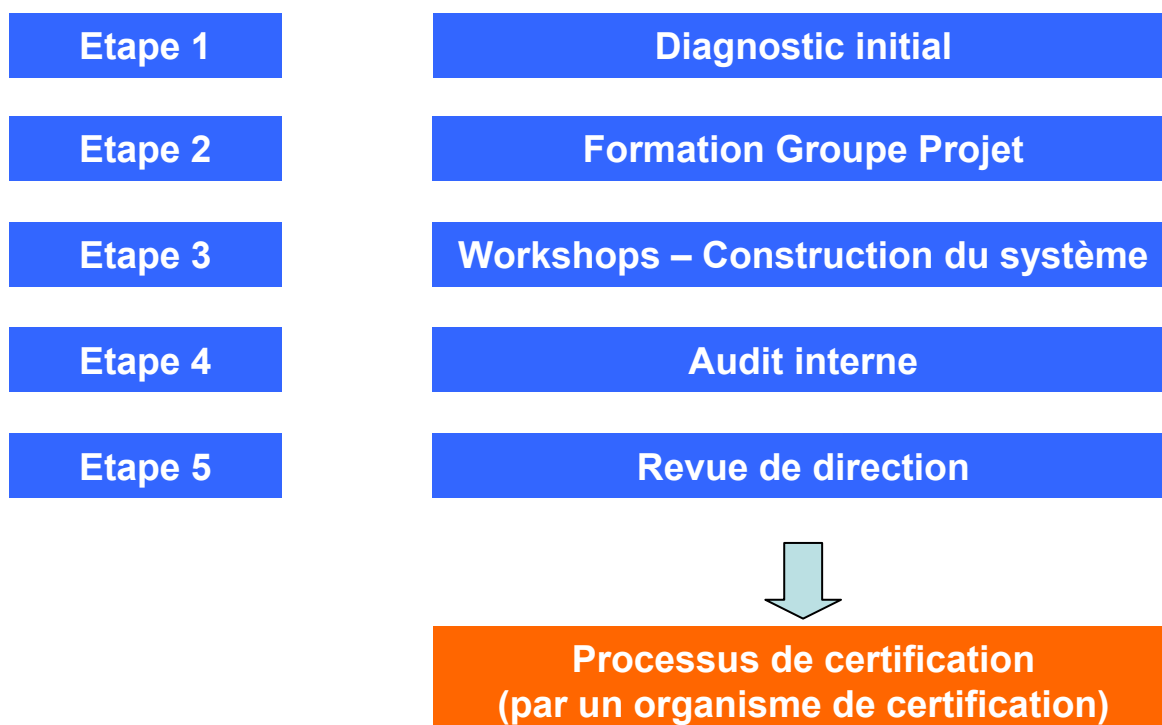 Etape 1
Diagnostic initial
Etape 2
Formation Groupe Projet
Etape 3
Workshops – Construction du système
Etape 4
Audit interne
Etape 5
Revue de direction
Processus de certification
(par un organisme de certification)